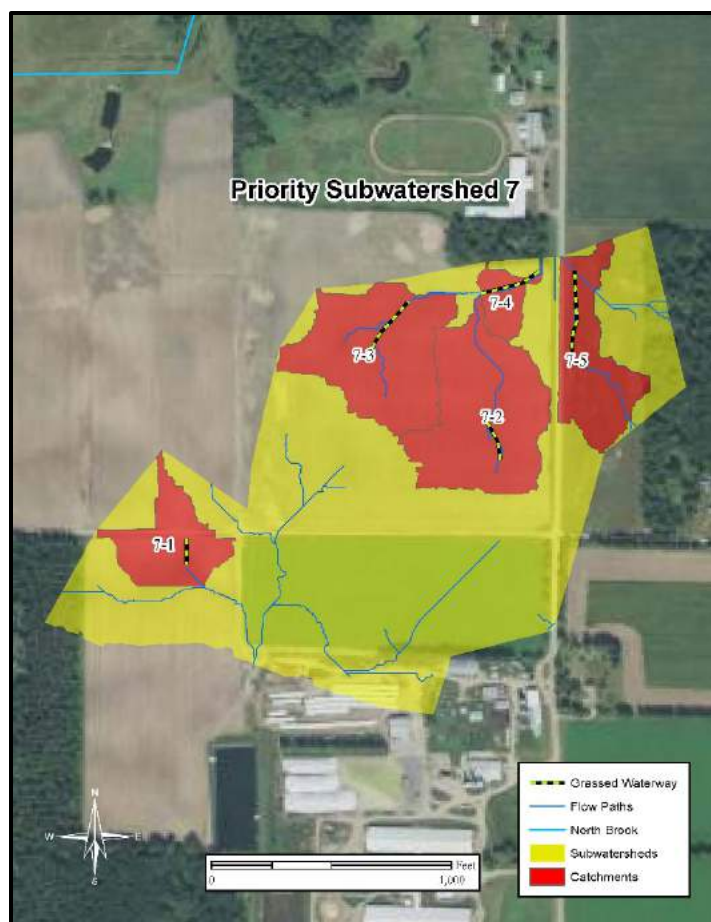 Priority Subwatershed 7
7-4
7-3
7-5
7-2
7-1
N
W E
S
Feet
0 1,000
Grassed Waterway
Flow Paths
North Brook
Subwatersheds
Catchments